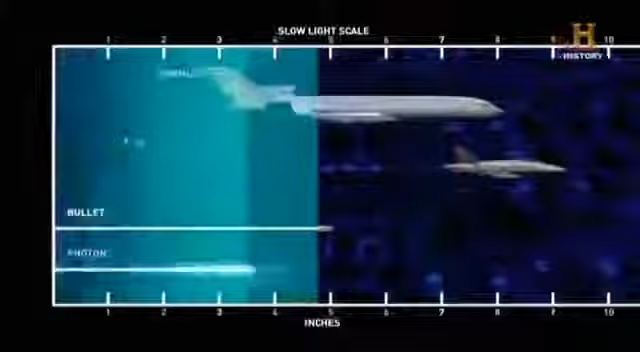 SLOW LIGHT SCALE
H
HISTORY
1 2 3 4 5 6 7 8 9 10
BULLET
PHOTON
1 2 3 4 5 6 7 8 9 10
INCHES